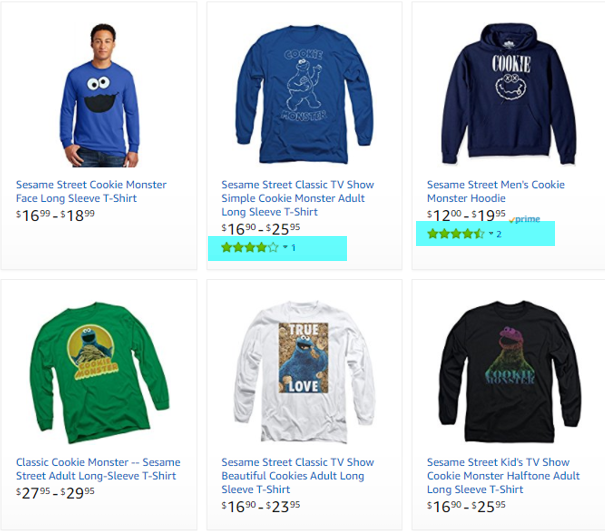 COOKIE
MONSTER
COOKIE
Sesame Street Cookie Monster
Face Long Sleeve T-Shirt
$16⁹⁹ - $18⁹⁹
Sesame Street Classic TV Show
Simple Cookie Monster Adult
Long Sleeve T-Shirt
$16⁹⁰ - $25⁹⁵
1
Sesame Street Men's Cookie
Monster Hoodie
$12⁰⁰ - $19⁹⁵ prime
2
COOKIE
MONSTER
TRUE
LOVE
COOKIE
MONSTER
Classic Cookie Monster -- Sesame
Street Adult Long-Sleeve T-Shirt
$27⁹⁵ - $29⁹⁵
Sesame Street Classic TV Show
Beautiful Cookies Adult Long
Sleeve T-Shirt
$16⁹⁰ - $23⁹⁵
Sesame Street Kid's TV Show
Cookie Monster Halftone Adult
Long Sleeve T-Shirt
$16⁹⁰ - $25⁹⁵